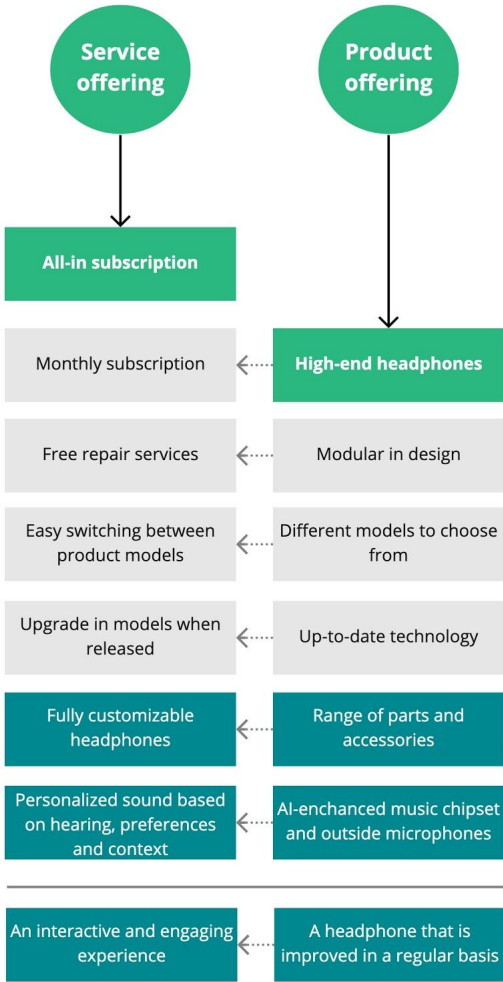 Service
offering
Product
offering
All-in subscription
Monthly subscription
High-end headphones
Free repair services
Modular in design
Easy switching between
product models
Different models to choose
from
Upgrade in models when
released
Up-to-date technology
Fully customizable
headphones
Range of parts and
accessories
Personalized sound based
on hearing, preferences
and context
AI-enchanced music chipset
and outside microphones
An interactive and engaging
experience
A headphone that is
improved in a regular basis